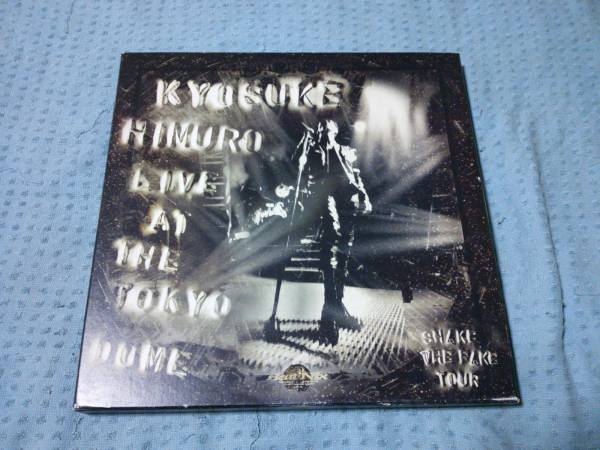 KYOSUKE
HIMURO
LIVE
AT
THE
TOKYO
DOME
SHAKE
THE FAKE
TOUR